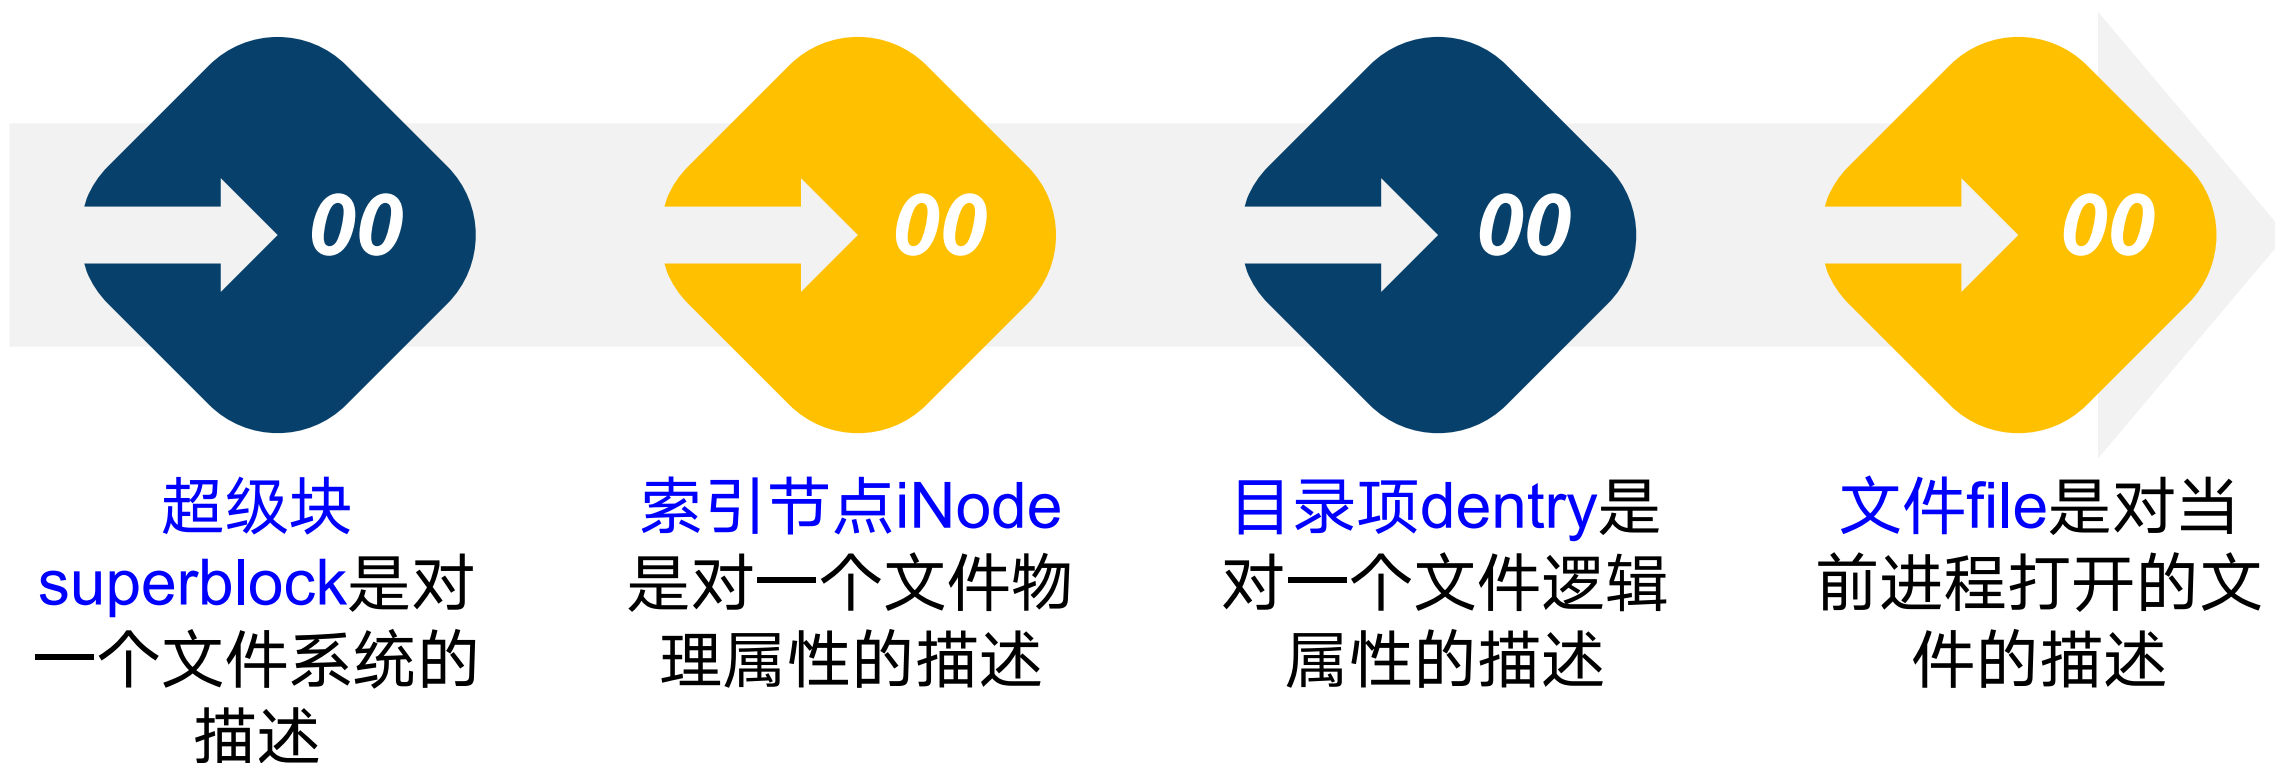 00
00
00
00
超级块
superblock是对
一个文件系统的
描述
索引节点iNode
是对一个文件物
理属性的描述
目录项dentry是
对一个文件逻辑
属性的描述
文件file是对当
前进程打开的文
件的描述